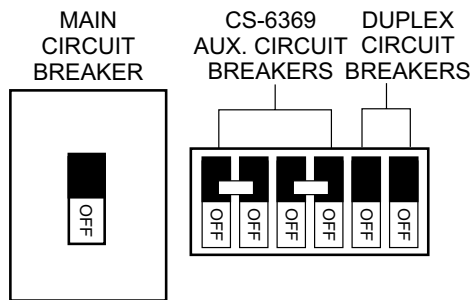 MAIN
CIRCUIT
BREAKER
CS-6369
AUX. CIRCUIT
BREAKERS
DUPLEX
CIRCUIT
BREAKERS
OFF
OFF
OFF
OFF
OFF
OFF
OFF